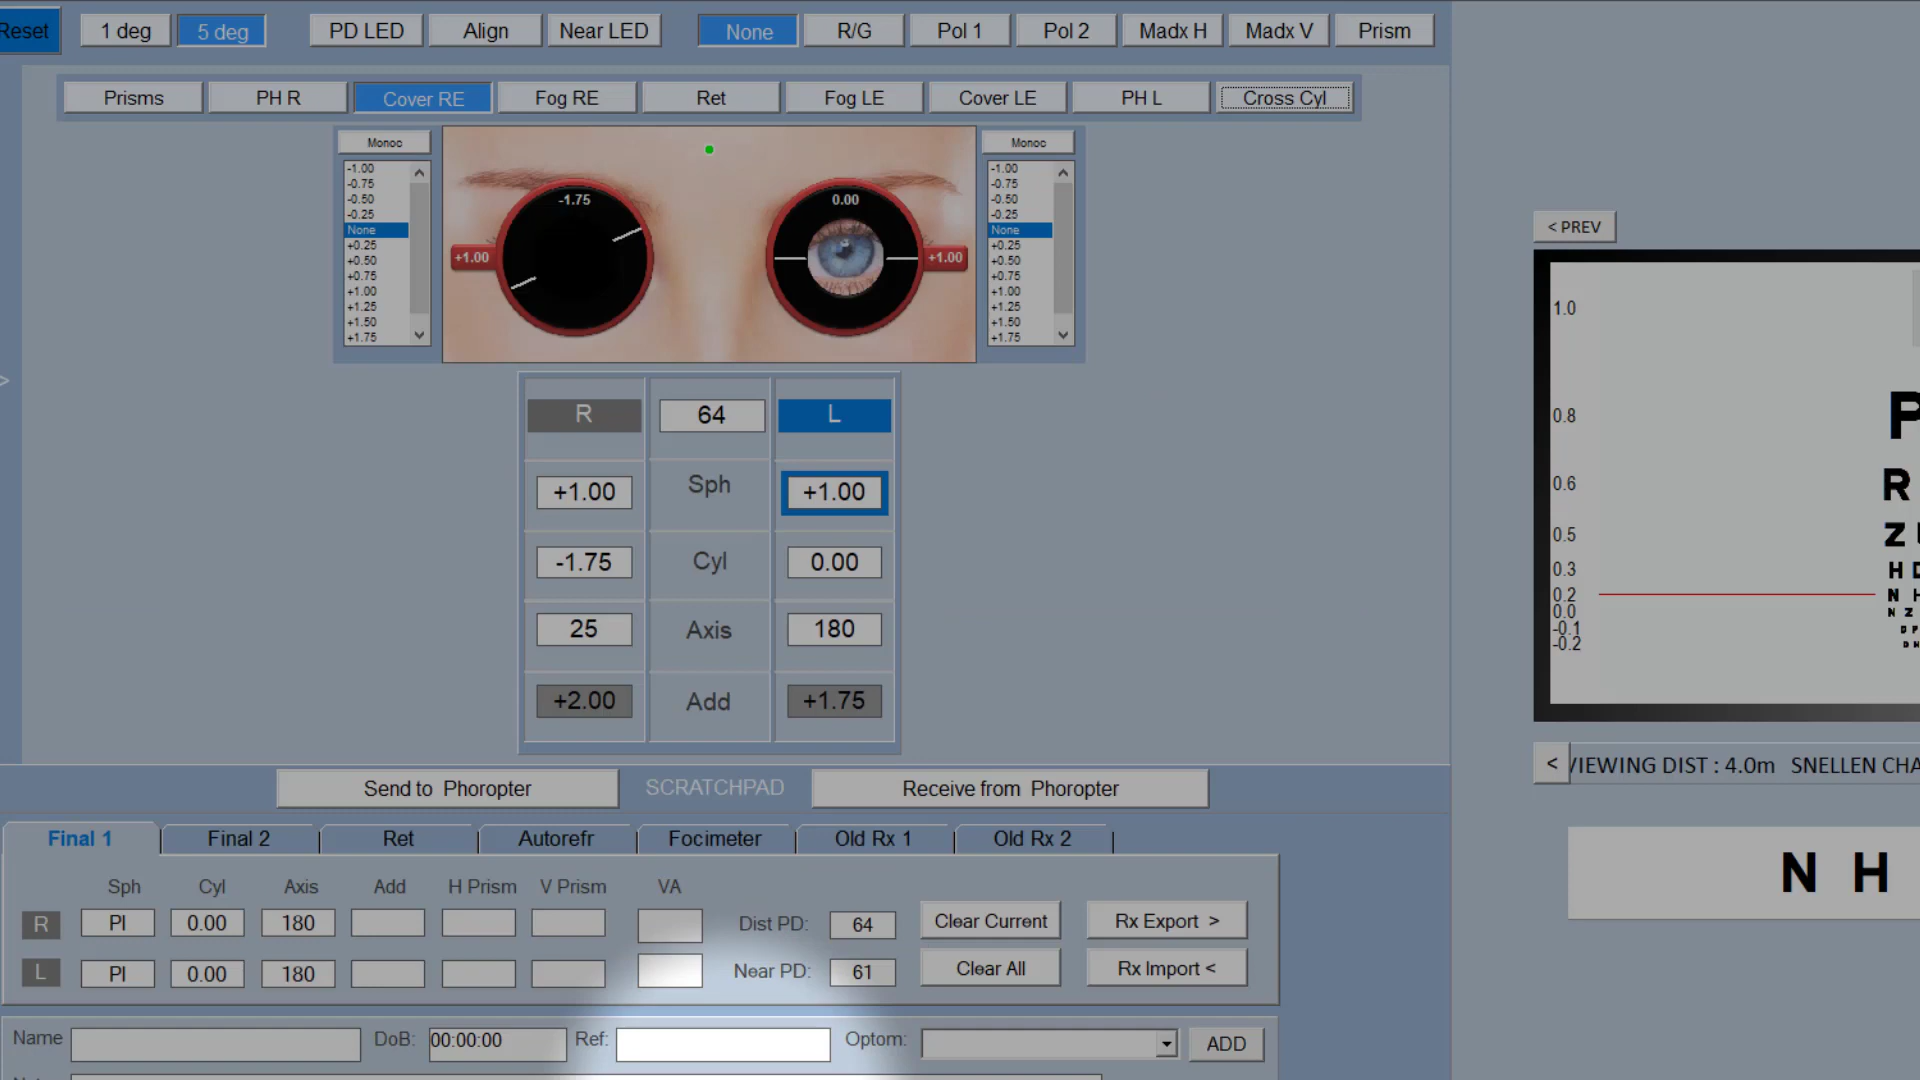 Reset 1 deg 5 deg PD LED Align Near LED None R/G Pol 1 Pol 2 Madx H Madx V Prism
Prisms PH R Cover RE Fog RE Ret Fog LE Cover LE PH L Cross Cyl
Monoc
-1.00
-0.75
-0.50
-0.25
None
+0.25
+0.50
+0.75
+1.00
+1.25
+1.50
+1.75
-1.75
+1.00
0.00
+1.00
Monoc
-1.00
-0.75
-0.50
-0.25
None
+0.25
+0.50
+0.75
+1.00
+1.25
+1.50
+1.75
R 64 L
+1.00 Sph +1.00
-1.75 Cyl 0.00
25 Axis 180
+2.00 Add +1.75
< PREV
1.0
0.8 P
0.6 R
0.5 Z
0.3 H
0.2 N H
0.0 N Z
-0.1 D P
-0.2
< VIEWING DIST : 4.0m SNELLEN CHA
N H
Send to Phoropter SCRATCHPAD Receive from Phoropter
Final 1 Final 2 Ret Autorefr Focimeter Old Rx 1 Old Rx 2
Sph Cyl Axis Add H Prism V Prism VA
R Pl 0.00 180 Dist PD: 64 Clear Current Rx Export >
L Pl 0.00 180 Near PD: 61 Clear All Rx Import <
Name DoB: 00:00:00 Ref: Optom: ADD